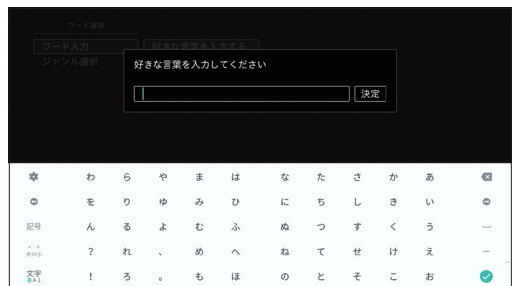 ワード追加
ワード入力 好きな言葉を入力する
ジャンル選択
好きな言葉を入力してください
決定
わ ら や ま は な た さ か あ
を り ゆ み ひ に ち し き い
記号 ん る よ む ふ ぬ つ す く う
大⇔小 ? れ 、 め へ ね て せ け え
文字 あA1 ! ろ 。 も ほ の と そ こ お